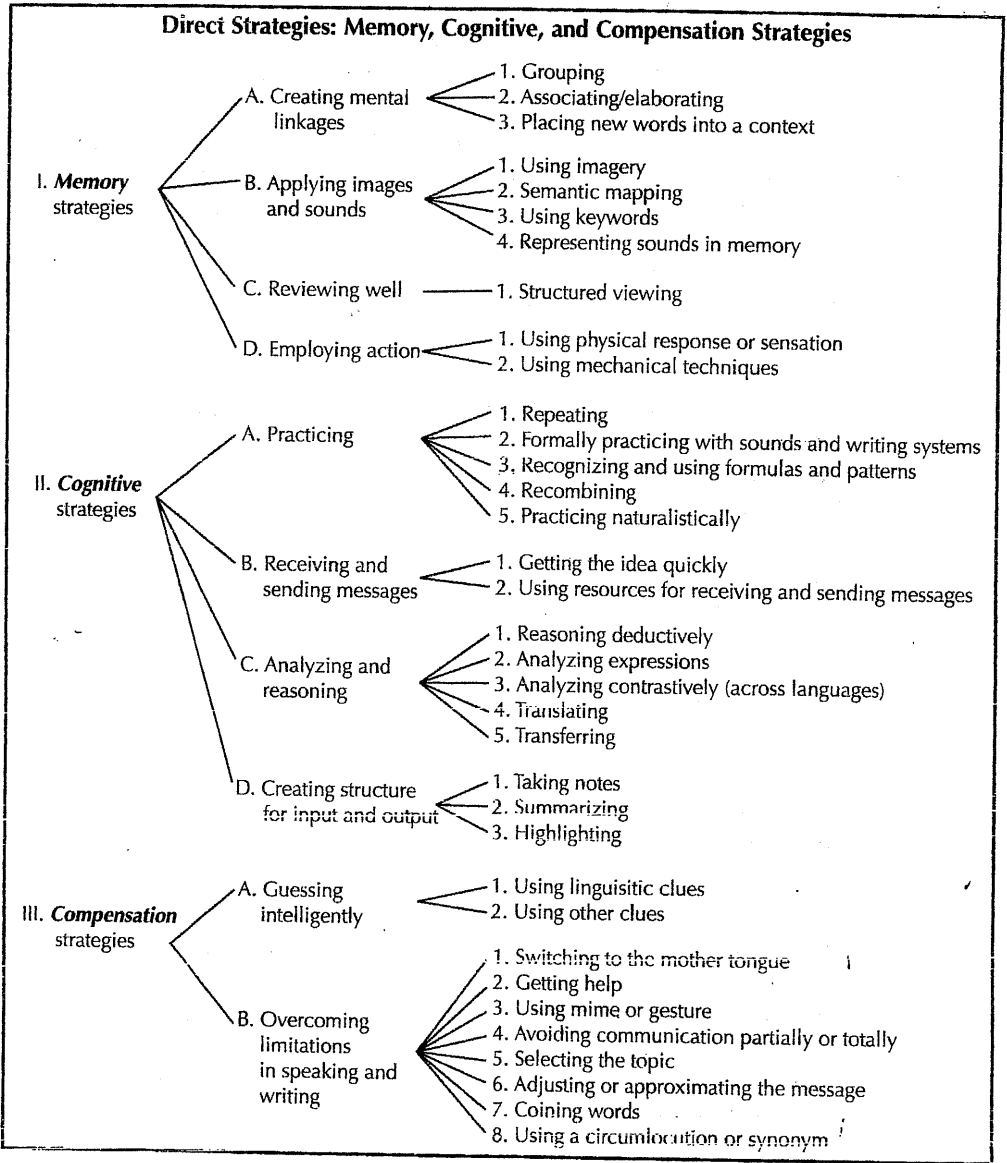 Direct Strategies: Memory, Cognitive, and Compensation Strategies
I. Memory
strategies
A. Creating mental
linkages
1. Grouping
2. Associating/elaborating
3. Placing new words into a context
B. Applying images
and sounds
1. Using imagery
2. Semantic mapping
3. Using keywords
4. Representing sounds in memory
C. Reviewing well
1. Structured viewing
D. Employing action
1. Using physical response or sensation
2. Using mechanical techniques
II. Cognitive
strategies
A. Practicing
1. Repeating
2. Formally practicing with sounds and writing systems
3. Recognizing and using formulas and patterns
4. Recombining
5. Practicing naturalistically
B. Receiving and
sending messages
1. Getting the idea quickly
2. Using resources for receiving and sending messages
C. Analyzing and
reasoning
1. Reasoning deductively
2. Analyzing expressions
3. Analyzing contrastively (across languages)
4. Translating
5. Transferring
D. Creating structure
for input and output
1. Taking notes
2. Summarizing
3. Highlighting
III. Compensation
strategies
A. Guessing
intelligently
1. Using linguisitic clues
2. Using other clues
B. Overcoming
limitations
in speaking and
writing
1. Switching to the mother tongue
2. Getting help
3. Using mime or gesture
4. Avoiding communication partially or totally
5. Selecting the topic
6. Adjusting or approximating the message
7. Coining words
8. Using a circumlocution or synonym